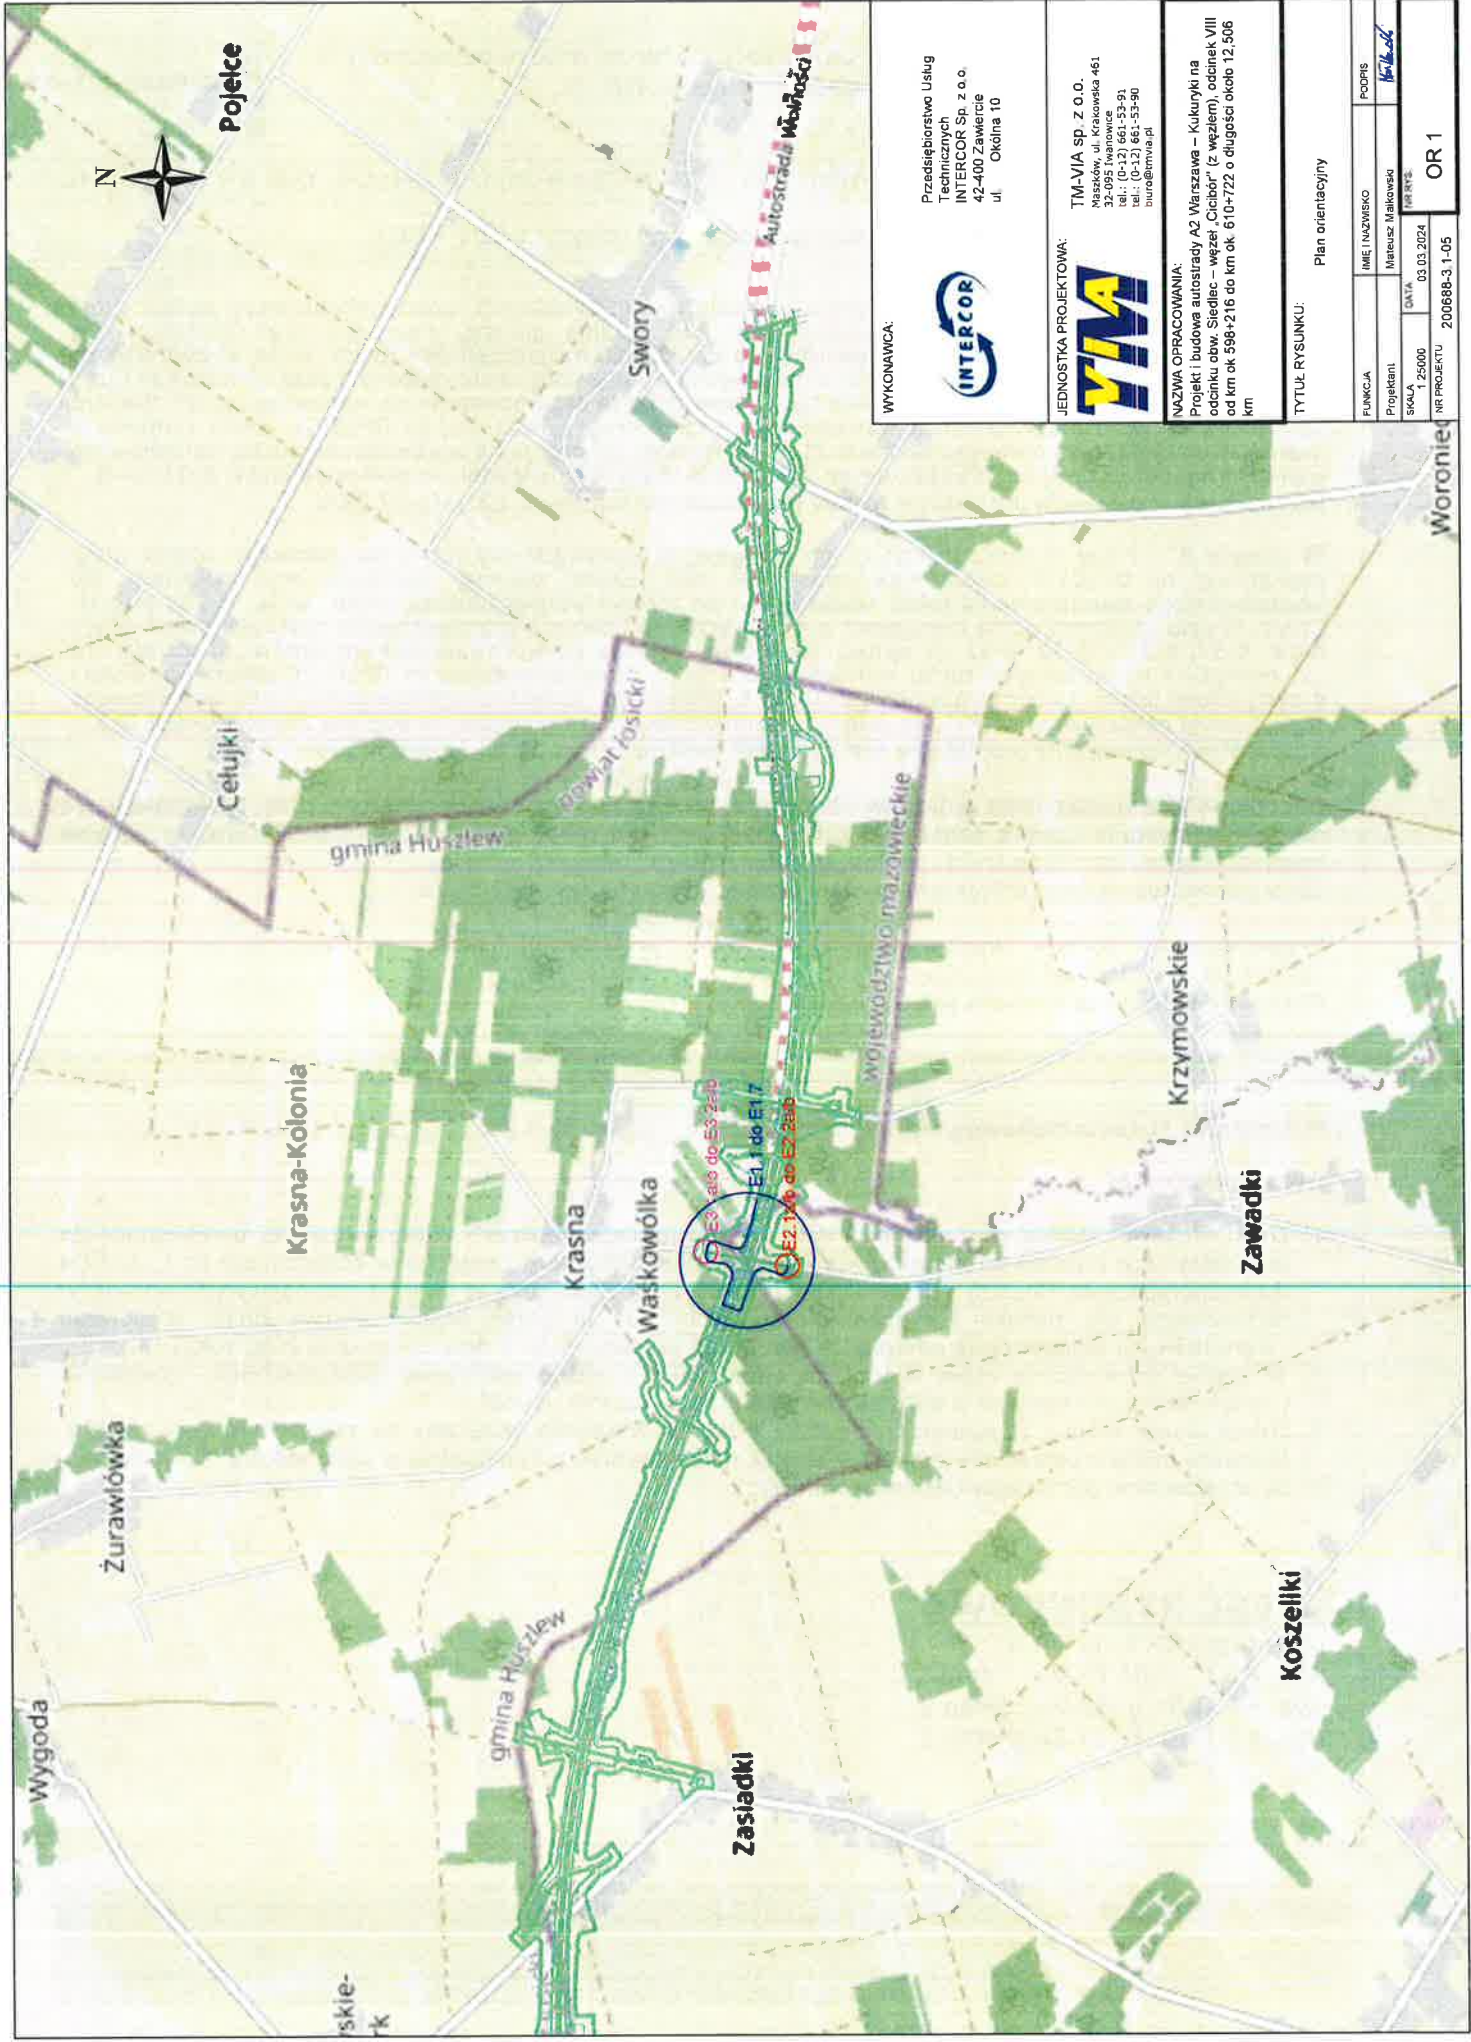 Wygoda
Żurawlówka
N
Pojelce
Celujki
Krasna-Kolonia
gmina Huszlew
powiat łosicki
Swory
Autostrada Wolności
Krasna
Waśkowólka
gmina Huszlew
E1.1 do E1.7
województwo mazowieckie
Zasiadki
Krzymowskie
Zawadki
Koszeliki
WYKONAWCA:
INTERCOR
Przedsiębiorstwo Usług
Technicznych
INTERCOR Sp. z o.o.
42-400 Zawiercie
ul. Okólna 10
JEDNOSTKA PROJEKTOWA:
TM-VIA sp. z o.o.
Maszków, ul. Krakowska 461
32-095 Iwanowice
tel.: (0-12) 661-53-91
tel.: (0-12) 661-53-90
biuro@tmvia.pl
NAZWA OPRACOWANIA:
Projekt i budowa autostrady A2 Warszawa – Kukuryki na
odcinku obw. Siedlec – węzeł „Cicibór” (z węzłem), odcinek VIII
od km ok 598+216 do km ok. 610+722 o długości około 12,506
km
TYTUŁ RYSUNKU:
Plan orientacyjny
FUNKCJA IMIĘ I NAZWISKO PODPIS
Projektant Mateusz Malkowski
SKALA 1:25000 DATA 03.03.2024 NR RYS. OR 1
NR PROJEKTU 200688-3.1-05